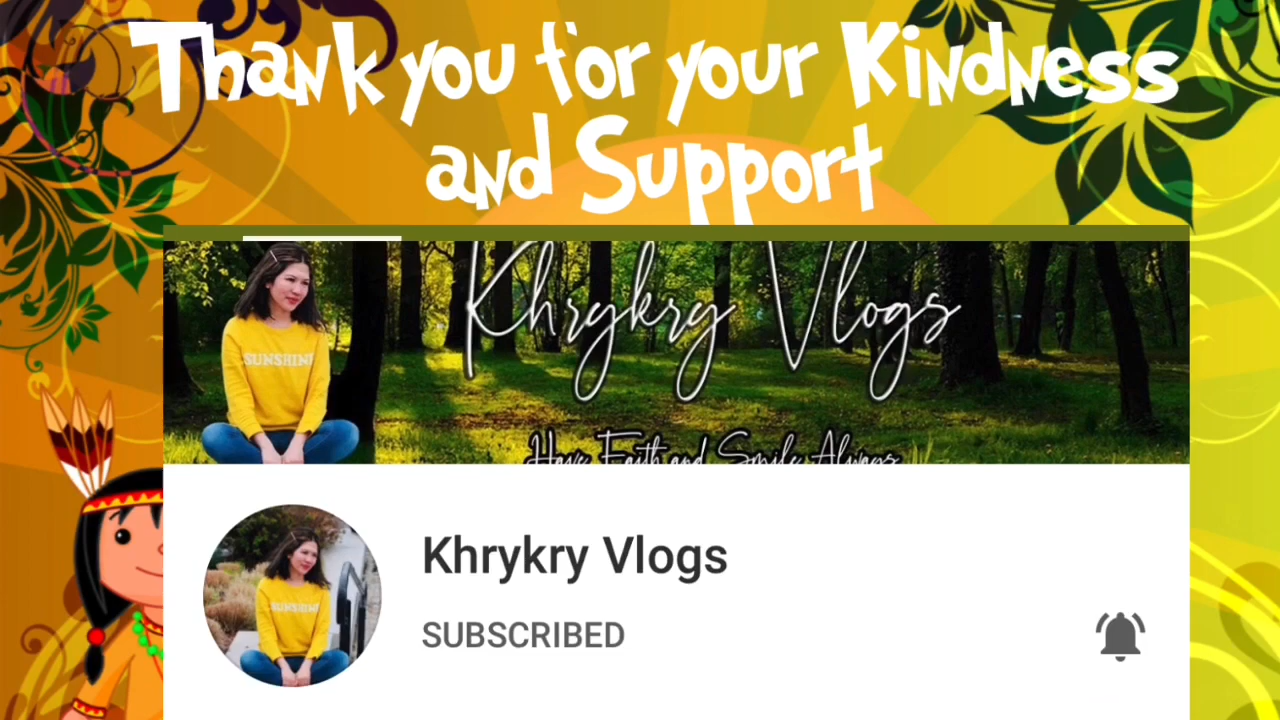 Thank you for your Kindness
and Support
Khrykry Vlogs
SUNSHINE
Have Faith and Smile Always
SUNSHINE
Khrykry Vlogs
SUBSCRIBED